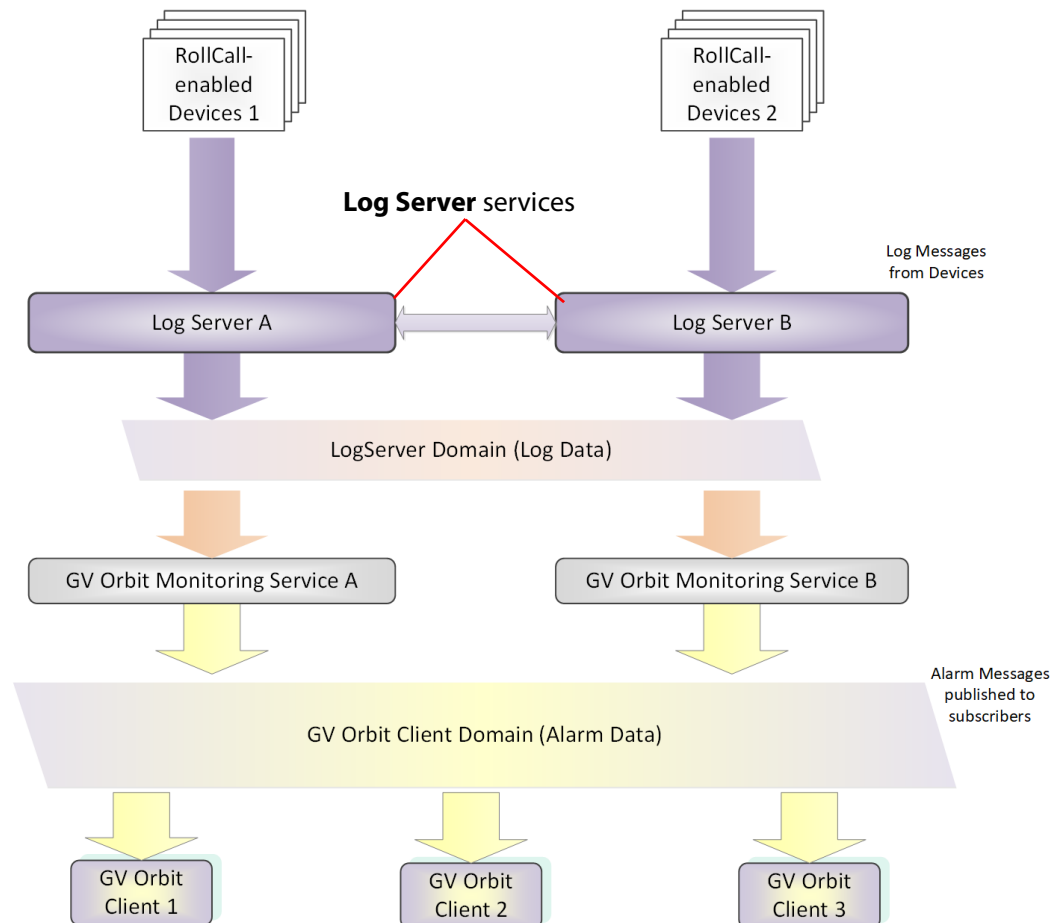 RollCall-
enabled
Devices 1
RollCall-
enabled
Devices 2
Log Server services
Log Messages
from Devices
Log Server A
Log Server B
LogServer Domain (Log Data)
GV Orbit Monitoring Service A
GV Orbit Monitoring Service B
Alarm Messages
published to
subscribers
GV Orbit Client Domain (Alarm Data)
GV Orbit
Client 1
GV Orbit
Client 2
GV Orbit
Client 3